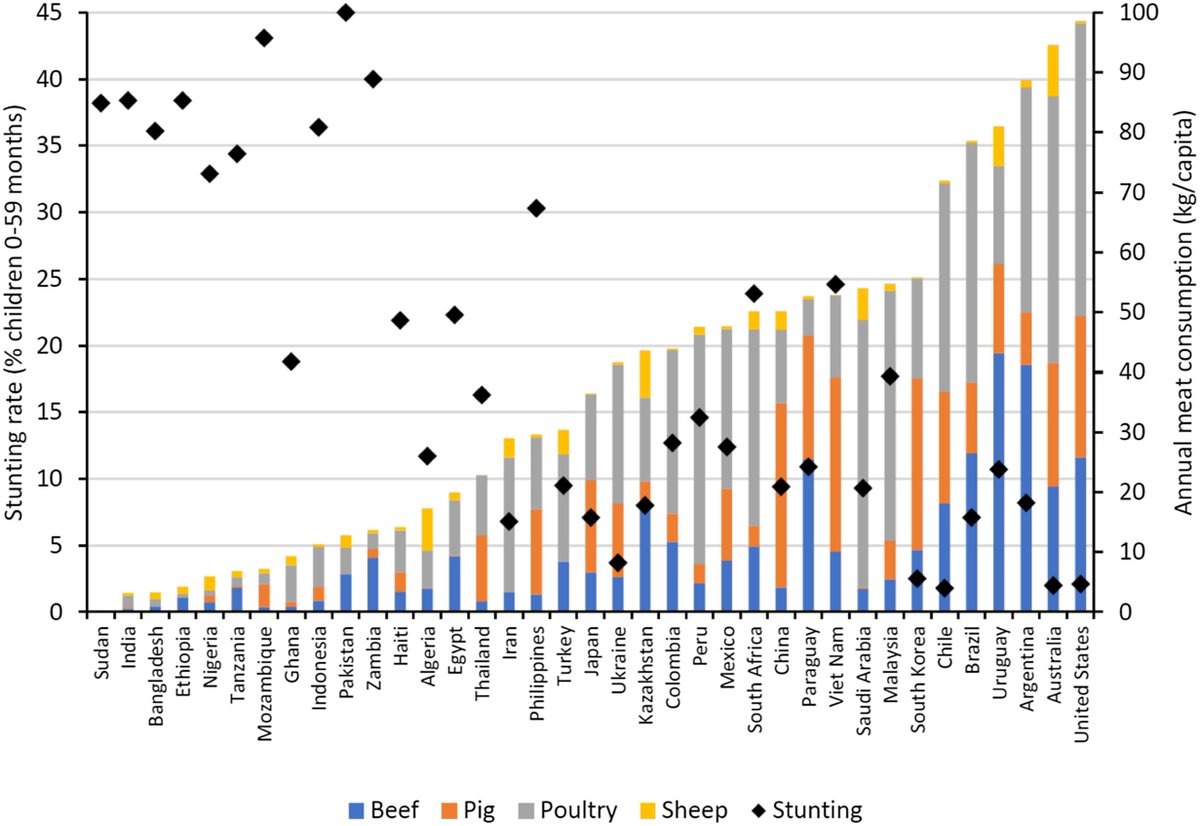 Stunting rate (% children 0-59 months)
45
40
35
30
25
20
15
10
5
0
100
90
80
70
60
50
40
30
20
10
0
Annual meat consumption (kg/capita)
Sudan
India
Bangladesh
Ethiopia
Nigeria
Tanzania
Mozambique
Ghana
Indonesia
Pakistan
Zambia
Haiti
Algeria
Egypt
Thailand
Iran
Philippines
Turkey
Japan
Ukraine
Kazakhstan
Colombia
Peru
Mexico
South Africa
China
Paraguay
Viet Nam
Saudi Arabia
Malaysia
South Korea
Chile
Brazil
Uruguay
Argentina
Australia
United States
Beef Pig Poultry Sheep Stunting